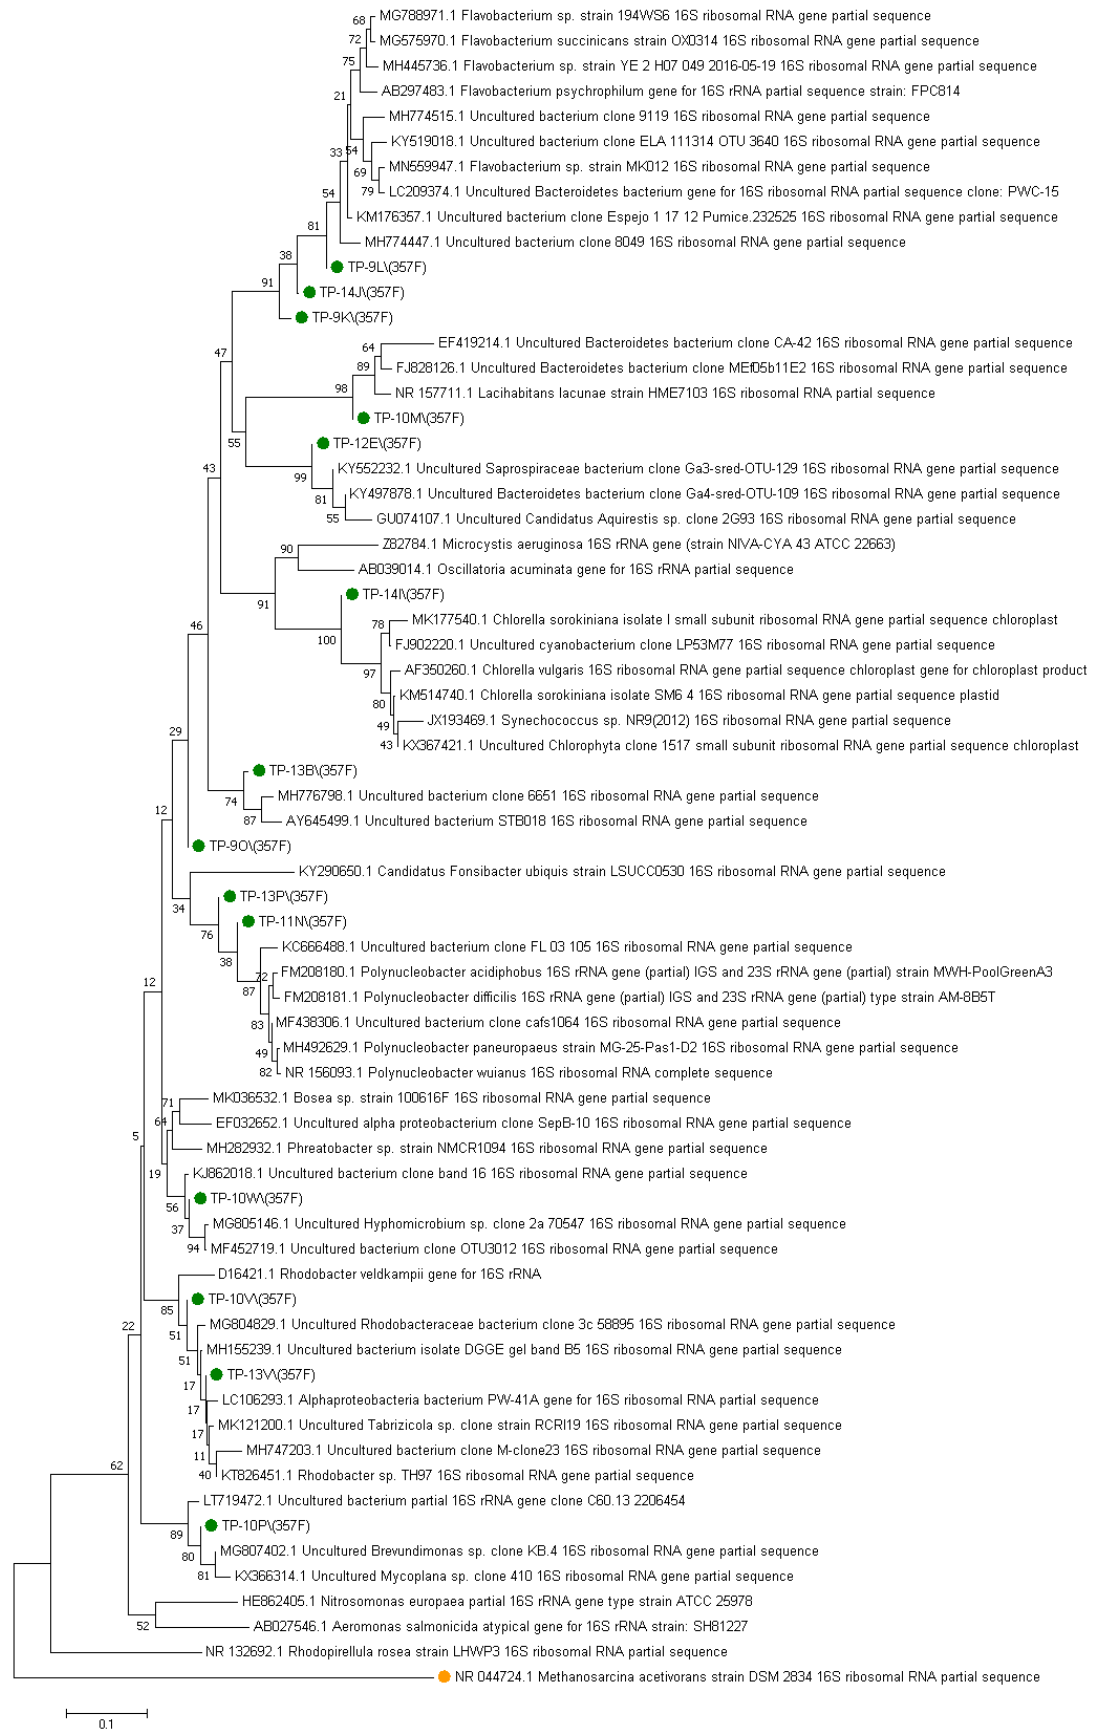 MG788971.1 Flavobacterium sp. strain 194WS6 16S ribosomal RNA gene partial sequence
68
MG575970.1 Flavobacterium succinicans strain OX0314 16S ribosomal RNA gene partial sequence
72
MH445736.1 Flavobacterium sp. strain YE 2 H07 049 2016-05-19 16S ribosomal RNA gene partial sequence
75
AB297483.1 Flavobacterium psychrophilum gene for 16S rRNA partial sequence strain: FPC814
21
MH774515.1 Uncultured bacterium clone 9119 16S ribosomal RNA gene partial sequence
KY519018.1 Uncultured bacterium clone ELA 111314 OTU 3640 16S ribosomal RNA gene partial sequence
33 54
MN559947.1 Flavobacterium sp. strain MK012 16S ribosomal RNA gene partial sequence
69
LC209374.1 Uncultured Bacteroidetes bacterium gene for 16S ribosomal RNA partial sequence clone: PWC-15
79
54
KM176357.1 Uncultured bacterium clone Espejo 1 17 12 Pumice.232525 16S ribosomal RNA gene partial sequence
81
MH774447.1 Uncultured bacterium clone 8049 16S ribosomal RNA gene partial sequence
38
TP-9L\(357F)
91
TP-14J\(357F)
TP-9K\(357F)
EF419214.1 Uncultured Bacteroidetes bacterium clone CA-42 16S ribosomal RNA gene partial sequence
64
47
FJ828126.1 Uncultured Bacteroidetes bacterium clone MEf05b11E2 16S ribosomal RNA gene partial sequence
89
NR 157711.1 Lacihabitans lacunae strain HME7103 16S ribosomal RNA partial sequence
98
TP-10M\(357F)
55
TP-12E\(357F)
43
KY552232.1 Uncultured Saprospiraceae bacterium clone Ga3-sred-OTU-129 16S ribosomal RNA gene partial sequence
99
KY497878.1 Uncultured Bacteroidetes bacterium clone Ga4-sred-OTU-109 16S ribosomal RNA gene partial sequence
81
GU074107.1 Uncultured Candidatus Aquirestis sp. clone 2G93 16S ribosomal RNA gene partial sequence
55
Z82784.1 Microcystis aeruginosa 16S rRNA gene (strain NIVA-CYA 43 ATCC 22663)
90
AB039014.1 Oscillatoria acuminata gene for 16S rRNA partial sequence
91
TP-14I\(357F)
MK177540.1 Chlorella sorokiniana isolate I small subunit ribosomal RNA gene partial sequence chloroplast
46
78
100
FJ902220.1 Uncultured cyanobacterium clone LP53M77 16S ribosomal RNA gene partial sequence
97
AF350260.1 Chlorella vulgaris 16S ribosomal RNA gene partial sequence chloroplast gene for chloroplast product
KM514740.1 Chlorella sorokiniana isolate SM6 4 16S ribosomal RNA gene partial sequence plastid
80
JX193469.1 Synechococcus sp. NR9(2012) 16S ribosomal RNA gene partial sequence
49
29
KX367421.1 Uncultured Chlorophyta clone 1517 small subunit ribosomal RNA gene partial sequence chloroplast
43
TP-13B\(357F)
MH776798.1 Uncultured bacterium clone 6651 16S ribosomal RNA gene partial sequence
74
12
AY645499.1 Uncultured bacterium STB018 16S ribosomal RNA gene partial sequence
87
TP-9O\(357F)
KY290650.1 Candidatus Fonsibacter ubiquis strain LSUCC0530 16S ribosomal RNA gene partial sequence
TP-13P\(357F)
34
TP-11N\(357F)
76
KC666488.1 Uncultured bacterium clone FL 03 105 16S ribosomal RNA gene partial sequence
38
FM208180.1 Polynucleobacter acidiphobus 16S rRNA gene (partial) IGS and 23S rRNA gene (partial) strain MWH-PoolGreenA3
72
12
87
FM208181.1 Polynucleobacter difficilis 16S rRNA gene (partial) IGS and 23S rRNA gene (partial) type strain AM-8B5T
MF438306.1 Uncultured bacterium clone cafs1064 16S ribosomal RNA gene partial sequence
83
MH492629.1 Polynucleobacter paneuropaeus strain MG-25-Pas1-D2 16S ribosomal RNA gene partial sequence
49
NR 156093.1 Polynucleobacter wuianus 16S ribosomal RNA complete sequence
82
MK036532.1 Bosea sp. strain 100616F 16S ribosomal RNA gene partial sequence
71
EF032652.1 Uncultured alpha proteobacterium clone SepB-10 16S ribosomal RNA gene partial sequence
64
5
MH282932.1 Phreatobacter sp. strain NMCR1094 16S ribosomal RNA gene partial sequence
19
KJ862018.1 Uncultured bacterium clone band 16 16S ribosomal RNA gene partial sequence
TP-10W\(357F)
56
MG805146.1 Uncultured Hyphomicrobium sp. clone 2a 70547 16S ribosomal RNA gene partial sequence
37
MF452719.1 Uncultured bacterium clone OTU3012 16S ribosomal RNA gene partial sequence
94
D16421.1 Rhodobacter veldkampii gene for 16S rRNA
TP-10V\(357F)
85
MG804829.1 Uncultured Rhodobacteraceae bacterium clone 3c 58895 16S ribosomal RNA gene partial sequence
22
51
MH155239.1 Uncultured bacterium isolate DGGE gel band B5 16S ribosomal RNA gene partial sequence
51
TP-13V\(357F)
17
LC106293.1 Alphaproteobacteria bacterium PW-41A gene for 16S ribosomal RNA partial sequence
17
MK121200.1 Uncultured Tabrizicola sp. clone strain RCRI19 16S ribosomal RNA gene partial sequence
17
MH747203.1 Uncultured bacterium clone M-clone23 16S ribosomal RNA gene partial sequence
11
62
KT826451.1 Rhodobacter sp. TH97 16S ribosomal RNA gene partial sequence
40
LT719472.1 Uncultured bacterium partial 16S rRNA gene clone C60.13 2206454
TP-10P\(357F)
89
MG807402.1 Uncultured Brevundimonas sp. clone KB.4 16S ribosomal RNA gene partial sequence
80
KX366314.1 Uncultured Mycoplana sp. clone 410 16S ribosomal RNA gene partial sequence
81
HE862405.1 Nitrosomonas europaea partial 16S rRNA gene type strain ATCC 25978
AB027546.1 Aeromonas salmonicida atypical gene for 16S rRNA strain: SH81227
52
NR 132692.1 Rhodopirellula rosea strain LHWP3 16S ribosomal RNA partial sequence
NR 044724.1 Methanosarcina acetivorans strain DSM 2834 16S ribosomal RNA partial sequence
0.1